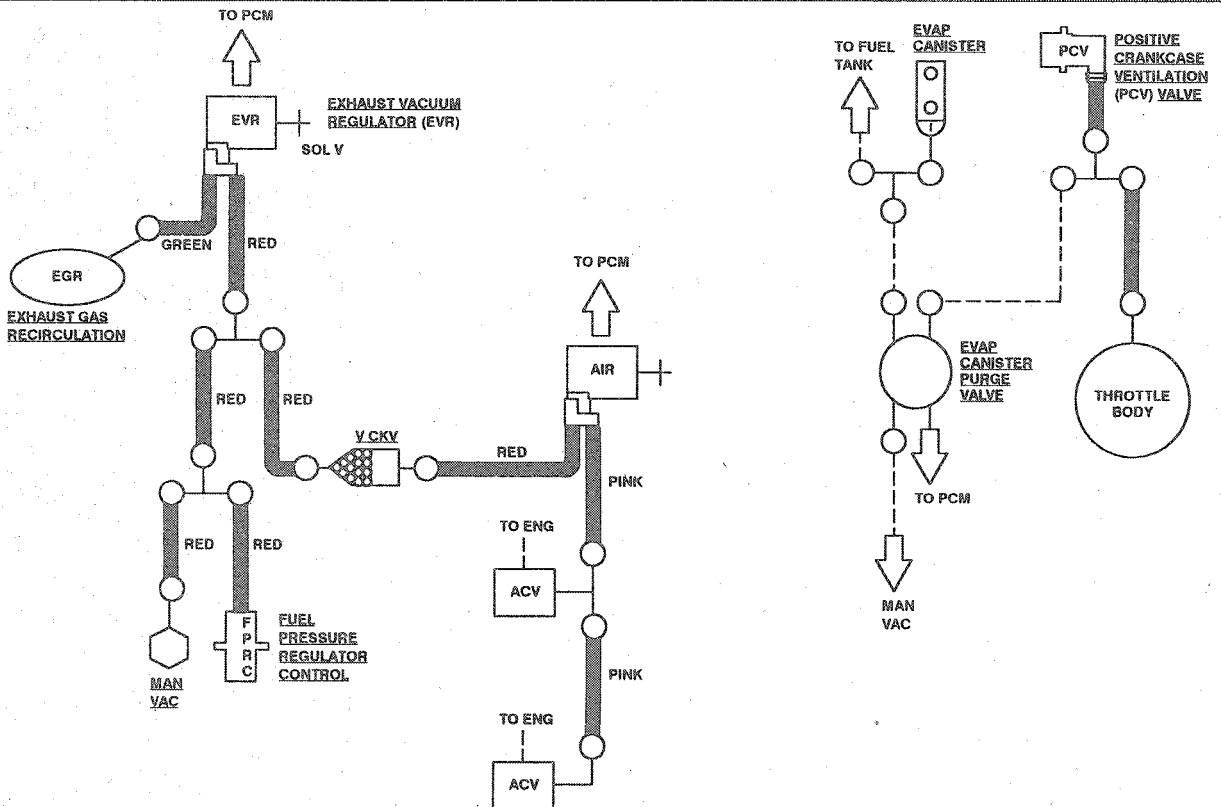 TO PCM
EVR
EXHAUST VACUUM
REGULATOR (EVR)
SOL V
GREEN
RED
EGR
EXHAUST GAS
RECIRCULATION
RED
RED
V CKV
RED
TO PCM
AIR
PINK
RED
RED
MAN
VAC
F
P
R
C
FUEL
PRESSURE
REGULATOR
CONTROL
TO ENG
ACV
PINK
TO ENG
ACV
TO FUEL
TANK
EVAP
CANISTER
PCV
POSITIVE
CRANKCASE
VENTILATION
(PCV) VALVE
EVAP
CANISTER
PURGE
VALVE
TO PCM
MAN
VAC
THROTTLE
BODY